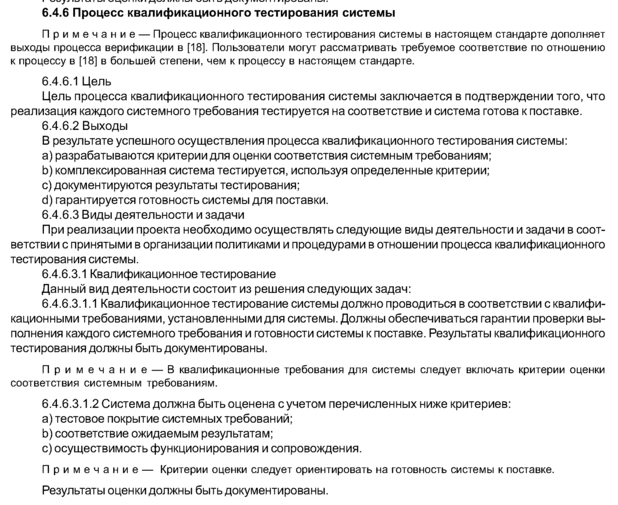 Результаты оценки должны быть документированы.
6.4.6 Процесс квалификационного тестирования системы
П р и м е ч а н и е — Процесс квалификационного тестирования системы в настоящем стандарте дополняет
выходы процесса верификации в [18]. Пользователи могут рассматривать требуемое соответствие по отношению
к процессу в [18] в большей степени, чем к процессу в настоящем стандарте.
6.4.6.1 Цель
Цель процесса квалификационного тестирования системы заключается в подтверждении того, что
реализация каждого системного требования тестируется на соответствие и система готова к поставке.
6.4.6.2 Выходы
В результате успешного осуществления процесса квалификационного тестирования системы:
a) разрабатываются критерии для оценки соответствия системным требованиям;
b) комплексированная система тестируется, используя определенные критерии;
c) документируются результаты тестирования;
d) гарантируется готовность системы для поставки.
6.4.6.3 Виды деятельности и задачи
При реализации проекта необходимо осуществлять следующие виды деятельности и задачи в соот-
ветствии с принятыми в организации политиками и процедурами в отношении процесса квалификационного
тестирования системы.
6.4.6.3.1 Квалификационное тестирование
Данный вид деятельности состоит из решения следующих задач:
6.4.6.3.1.1 Квалификационное тестирование системы должно проводиться в соответствии с квалифи-
кационными требованиями, установленными для системы. Должны обеспечиваться гарантии проверки вы-
полнения каждого системного требования и готовности системы к поставке. Результаты квалификационного
тестирования должны быть документированы.
П р и м е ч а н и е — В квалификационные требования для системы следует включать критерии оценки
соответствия системным требованиям.
6.4.6.3.1.2 Система должна быть оценена с учетом перечисленных ниже критериев:
a) тестовое покрытие системных требований;
b) соответствие ожидаемым результатам;
c) осуществимость функционирования и сопровождения.
П р и м е ч а н и е — Критерии оценки следует ориентировать на готовность системы к поставке.
Результаты оценки должны быть документированы.